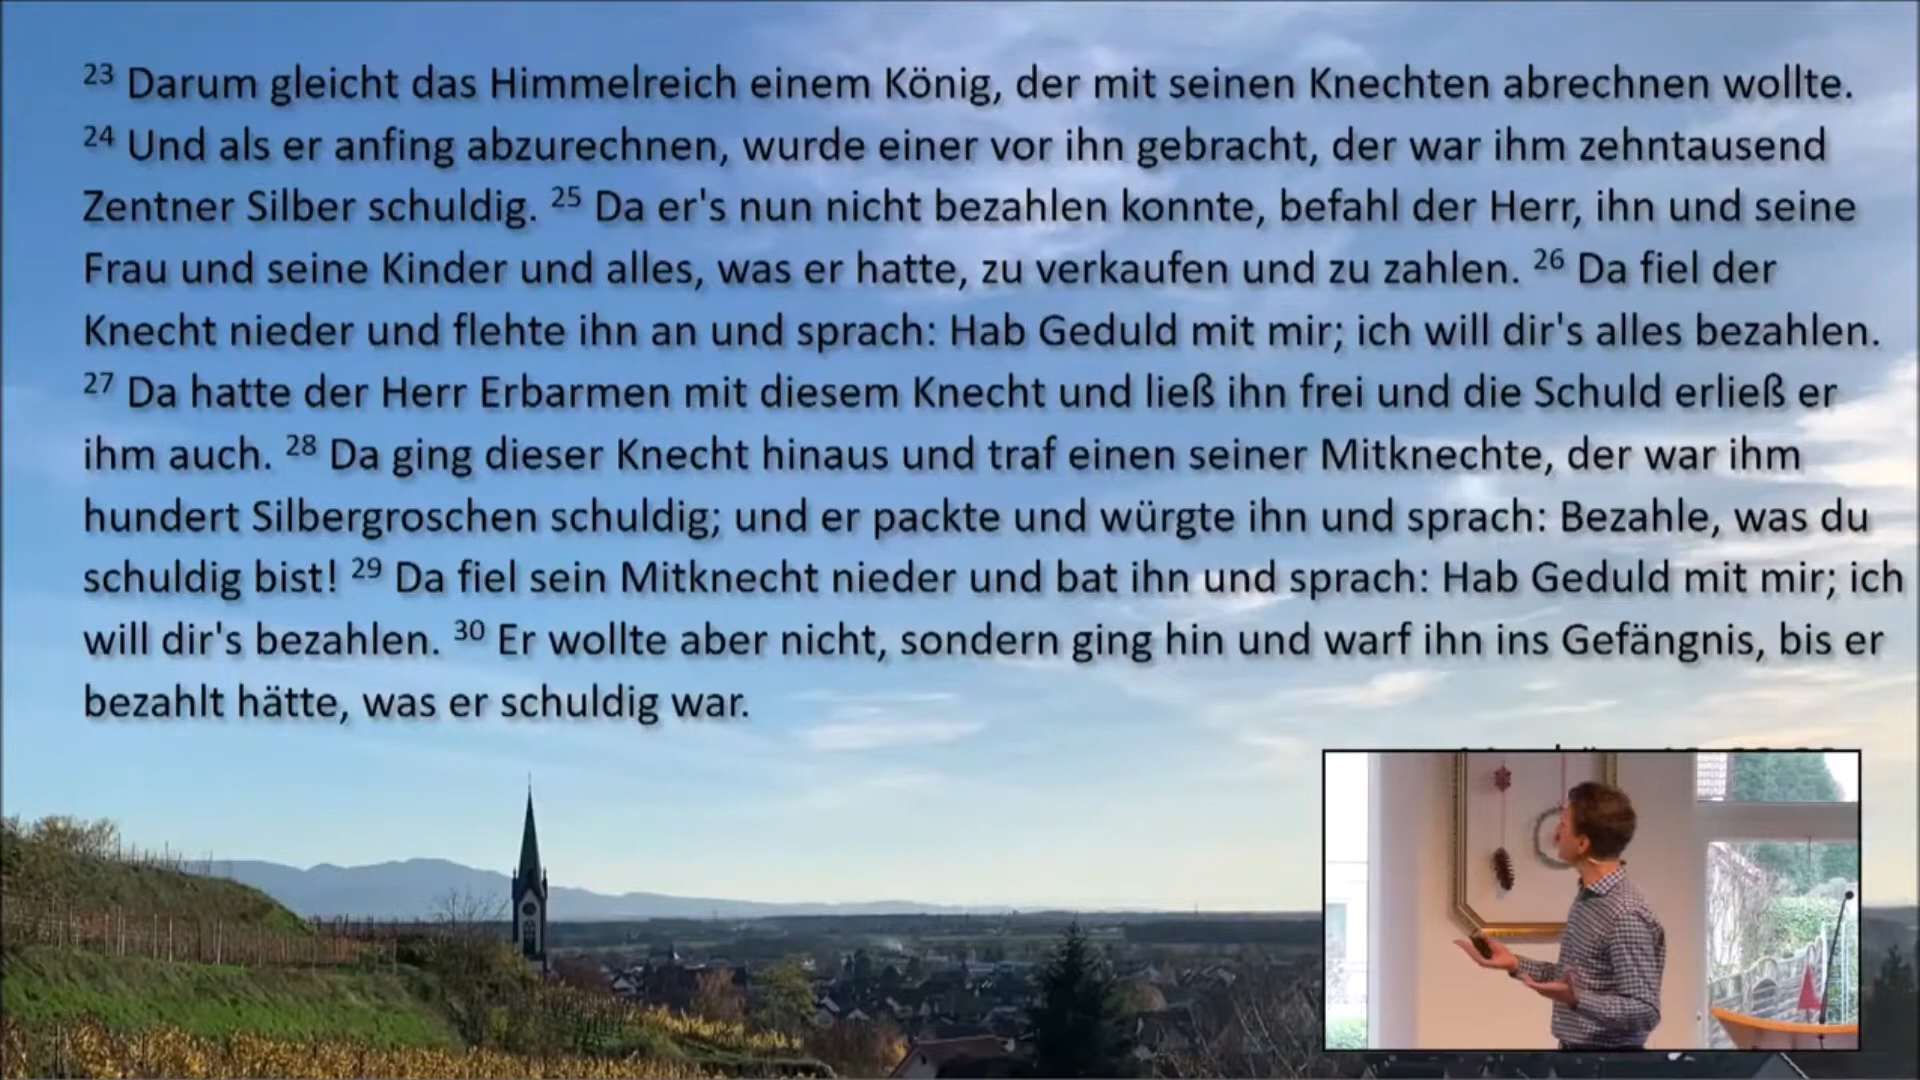 23 Darum gleicht das Himmelreich einem König, der mit seinen Knechten abrechnen wollte.
24 Und als er anfing abzurechnen, wurde einer vor ihn gebracht, der war ihm zehntausend
Zentner Silber schuldig. 25 Da er's nun nicht bezahlen konnte, befahl der Herr, ihn und seine
Frau und seine Kinder und alles, was er hatte, zu verkaufen und zu zahlen. 26 Da fiel der
Knecht nieder und flehte ihn an und sprach: Hab Geduld mit mir; ich will dir's alles bezahlen.
27 Da hatte der Herr Erbarmen mit diesem Knecht und ließ ihn frei und die Schuld erließ er
ihm auch. 28 Da ging dieser Knecht hinaus und traf einen seiner Mitknechte, der war ihm
hundert Silbergroschen schuldig; und er packte und würgte ihn und sprach: Bezahle, was du
schuldig bist! 29 Da fiel sein Mitknecht nieder und bat ihn und sprach: Hab Geduld mit mir; ich
will dir's bezahlen. 30 Er wollte aber nicht, sondern ging hin und warf ihn ins Gefängnis, bis er
bezahlt hätte, was er schuldig war.